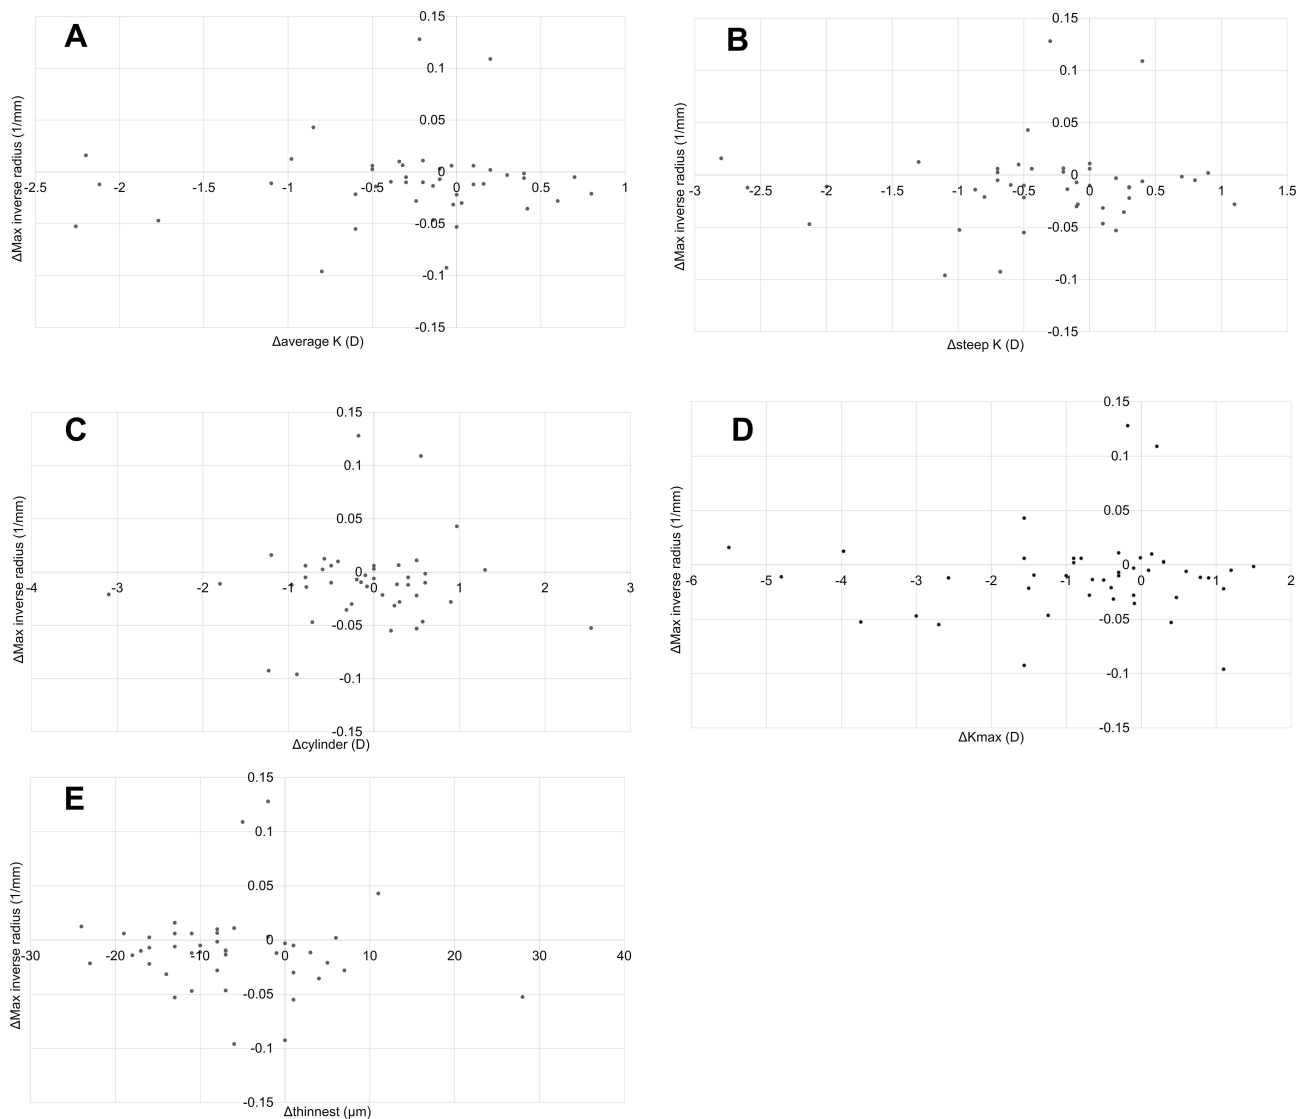 A
ΔMax inverse radius (1/mm)
0.15
0.1
0.05
0
-0.05
-0.1
-0.15
-2.5 -2 -1.5 -1 -0.5 0 0.5 1
Δaverage K (D)
B
ΔMax inverse radius (1/mm)
0.15
0.1
0.05
0
-0.05
-0.1
-0.15
-3 -2.5 -2 -1.5 -1 -0.5 0 0.5 1 1.5
Δsteep K (D)
C
ΔMax inverse radius (1/mm)
0.15
0.1
0.05
0
-0.05
-0.1
-0.15
-4 -3 -2 -1 0 1 2 3
Δcylinder (D)
D
ΔMax inverse radius (1/mm)
0.15
0.1
0.05
0
-0.05
-0.1
-0.15
-6 -5 -4 -3 -2 -1 0 1 2
ΔKmax (D)
E
ΔMax inverse radius (1/mm)
0.15
0.1
0.05
0
-0.05
-0.1
-0.15
-30 -20 -10 0 10 20 30 40
Δthinnest (μm)